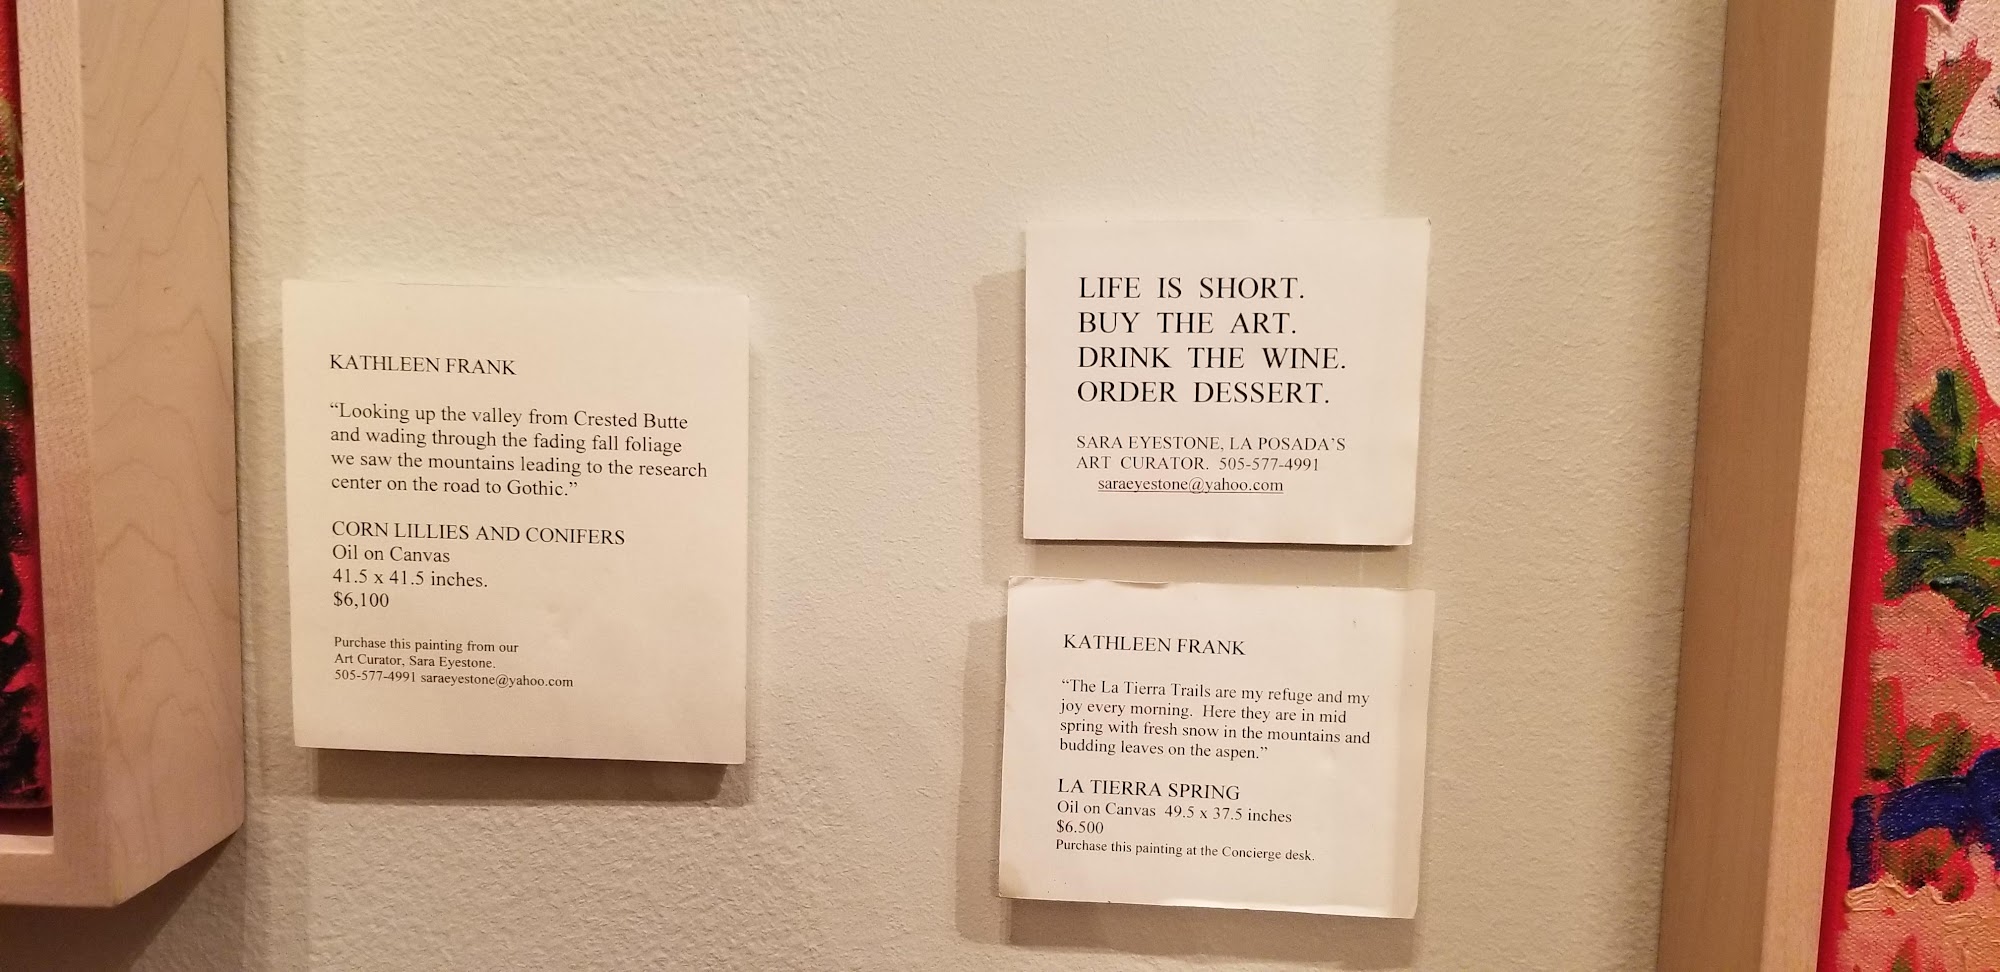 KATHLEEN FRANK
“Looking up the valley from Crested Butte
and wading through the fading fall foliage
we saw the mountains leading to the research
center on the road to Gothic.”
CORN LILLIES AND CONIFERS
Oil on Canvas
41.5 x 41.5 inches.
$6,100
Purchase this painting from our
Art Curator, Sara Eyestone.
505-577-4991 saraeyestone@yahoo.com
LIFE IS SHORT.
BUY THE ART.
DRINK THE WINE.
ORDER DESSERT.
SARA EYESTONE, LA POSADA’S
ART CURATOR. 505-577-4991
saraeyestone@yahoo.com
KATHLEEN FRANK
“The La Tierra Trails are my refuge and my
joy every morning. Here they are in mid
spring with fresh snow in the mountains and
budding leaves on the aspen.”
LA TIERRA SPRING
Oil on Canvas 49.5 x 37.5 inches
$6.500
Purchase this painting at the Concierge desk.